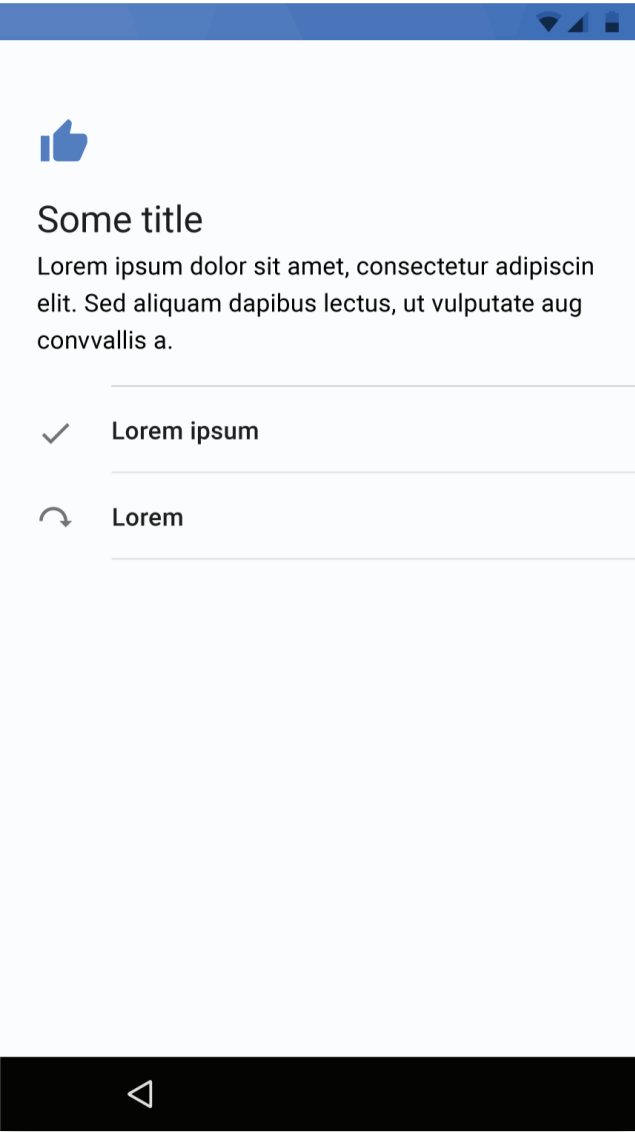 Some title
Lorem ipsum dolor sit amet, consectetur adipiscin
elit. Sed aliquam dapibus lectus, ut vulputate aug
convvallis a.
Lorem ipsum
Lorem